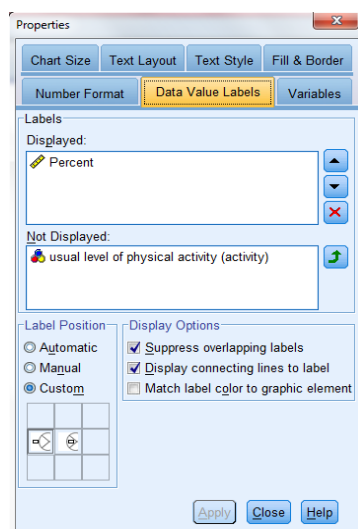 Properties
Chart Size Text Layout Text Style Fill & Border
Number Format Data Value Labels Variables
Labels
Displayed:
Percent
Not Displayed:
usual level of physical activity (activity)
Label Position Display Options
Automatic Suppress overlapping labels
Manual Display connecting lines to label
Custom Match label color to graphic element
Apply Close Help